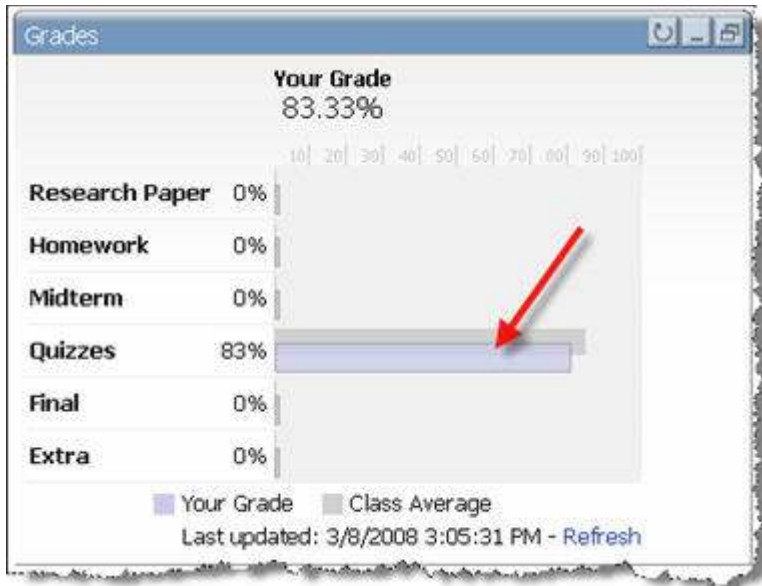 Grades
Your Grade
83.33%
10| 20| 30| 40| 50| 60| 70| 80| 90| 100|
Research Paper 0%
Homework 0%
Midterm 0%
Quizzes 83%
Final 0%
Extra 0%
Your Grade Class Average
Last updated: 3/8/2008 3:05:31 PM - Refresh